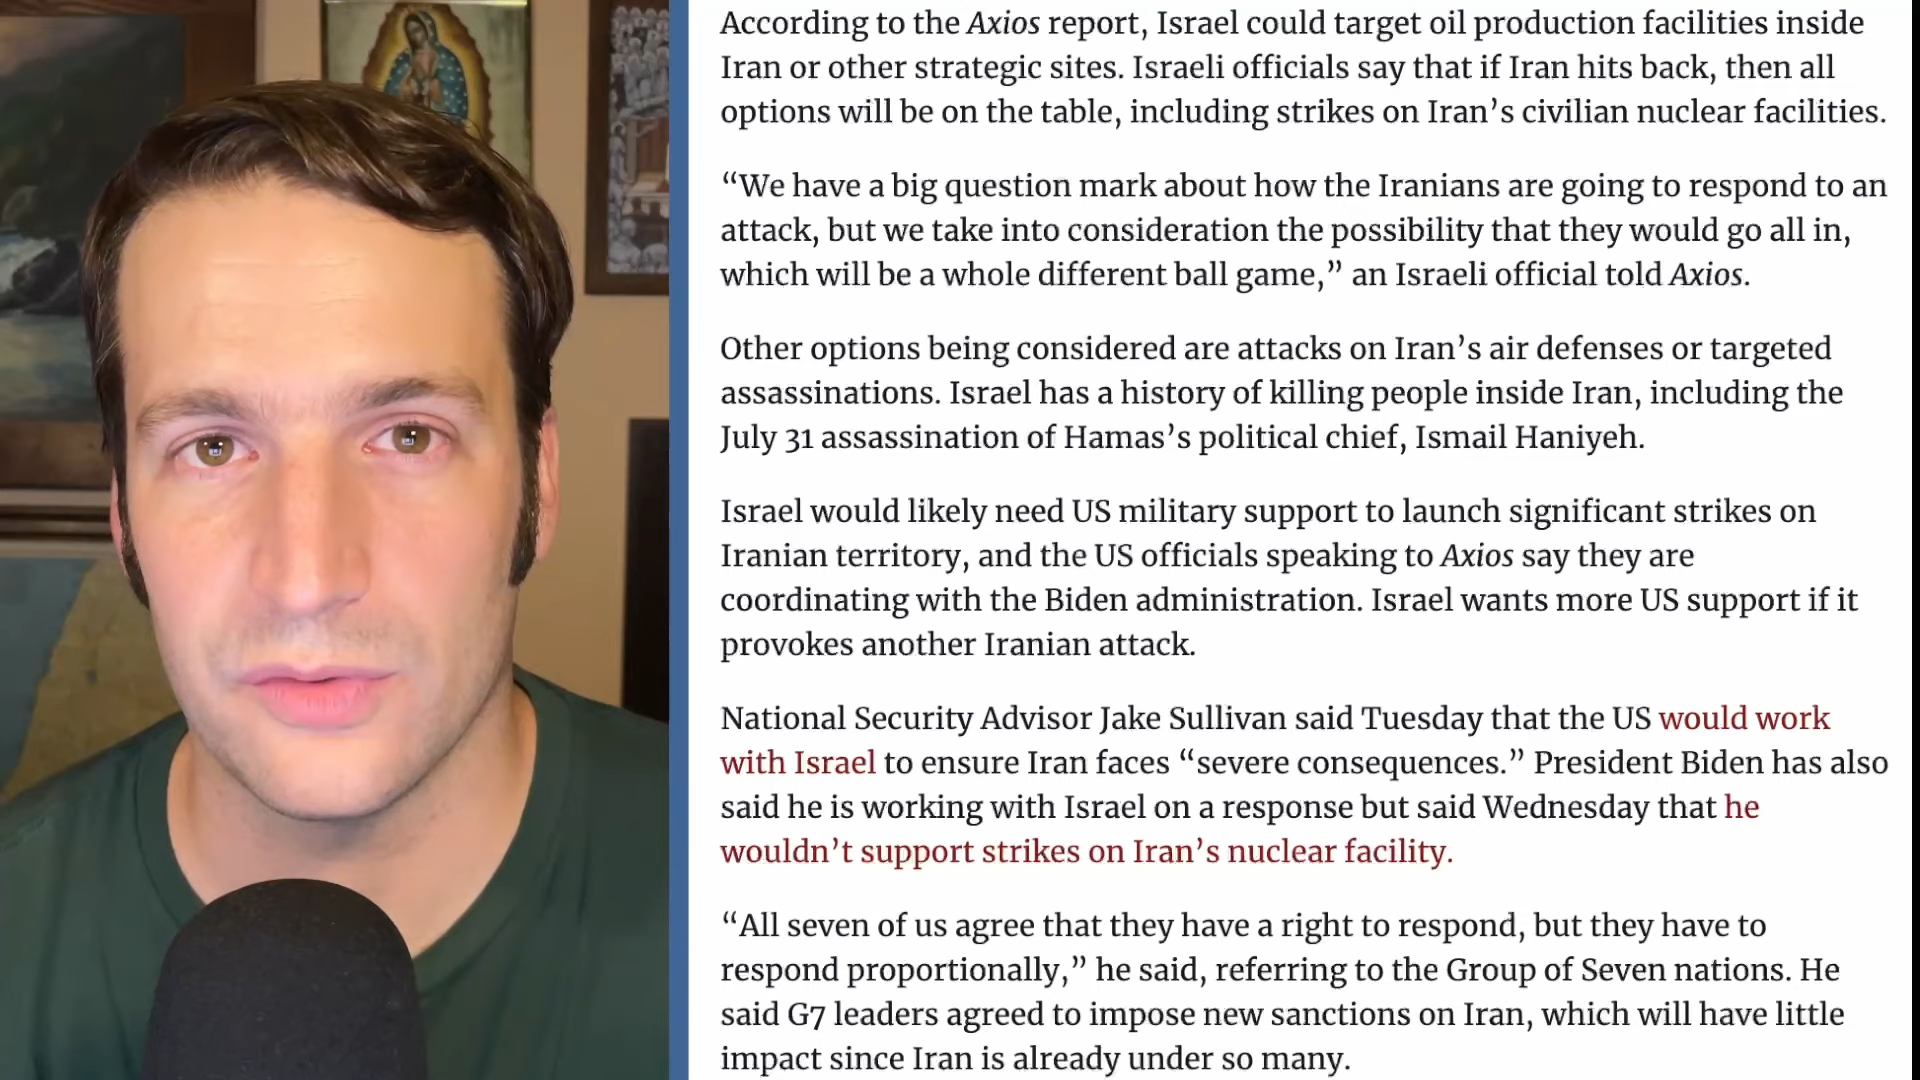 According to the Axios report, Israel could target oil production facilities inside
Iran or other strategic sites. Israeli officials say that if Iran hits back, then all
options will be on the table, including strikes on Iran’s civilian nuclear facilities.
“We have a big question mark about how the Iranians are going to respond to an
attack, but we take into consideration the possibility that they would go all in,
which will be a whole different ball game,” an Israeli official told Axios.
Other options being considered are attacks on Iran’s air defenses or targeted
assassinations. Israel has a history of killing people inside Iran, including the
July 31 assassination of Hamas’s political chief, Ismail Haniyeh.
Israel would likely need US military support to launch significant strikes on
Iranian territory, and the US officials speaking to Axios say they are
coordinating with the Biden administration. Israel wants more US support if it
provokes another Iranian attack.
National Security Advisor Jake Sullivan said Tuesday that the US would work
with Israel to ensure Iran faces “severe consequences.” President Biden has also
said he is working with Israel on a response but said Wednesday that he
wouldn’t support strikes on Iran’s nuclear facility.
“All seven of us agree that they have a right to respond, but they have to
respond proportionally,” he said, referring to the Group of Seven nations. He
said G7 leaders agreed to impose new sanctions on Iran, which will have little
impact since Iran is already under so many.